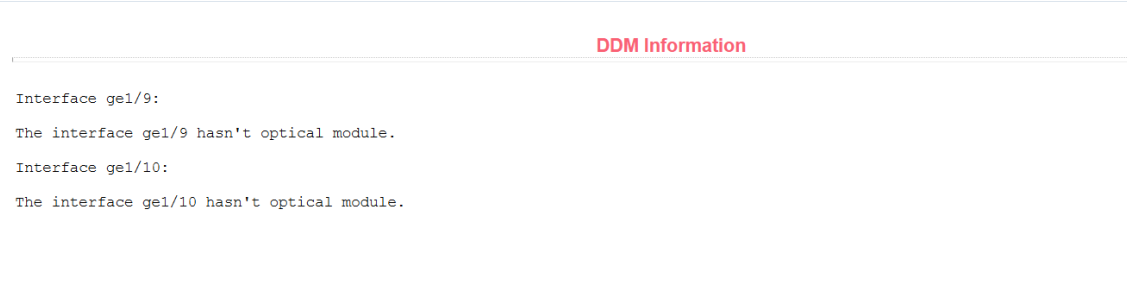 DDM Information
Interface ge1/9:
The interface ge1/9 hasn't optical module.
Interface ge1/10:
The interface ge1/10 hasn't optical module.